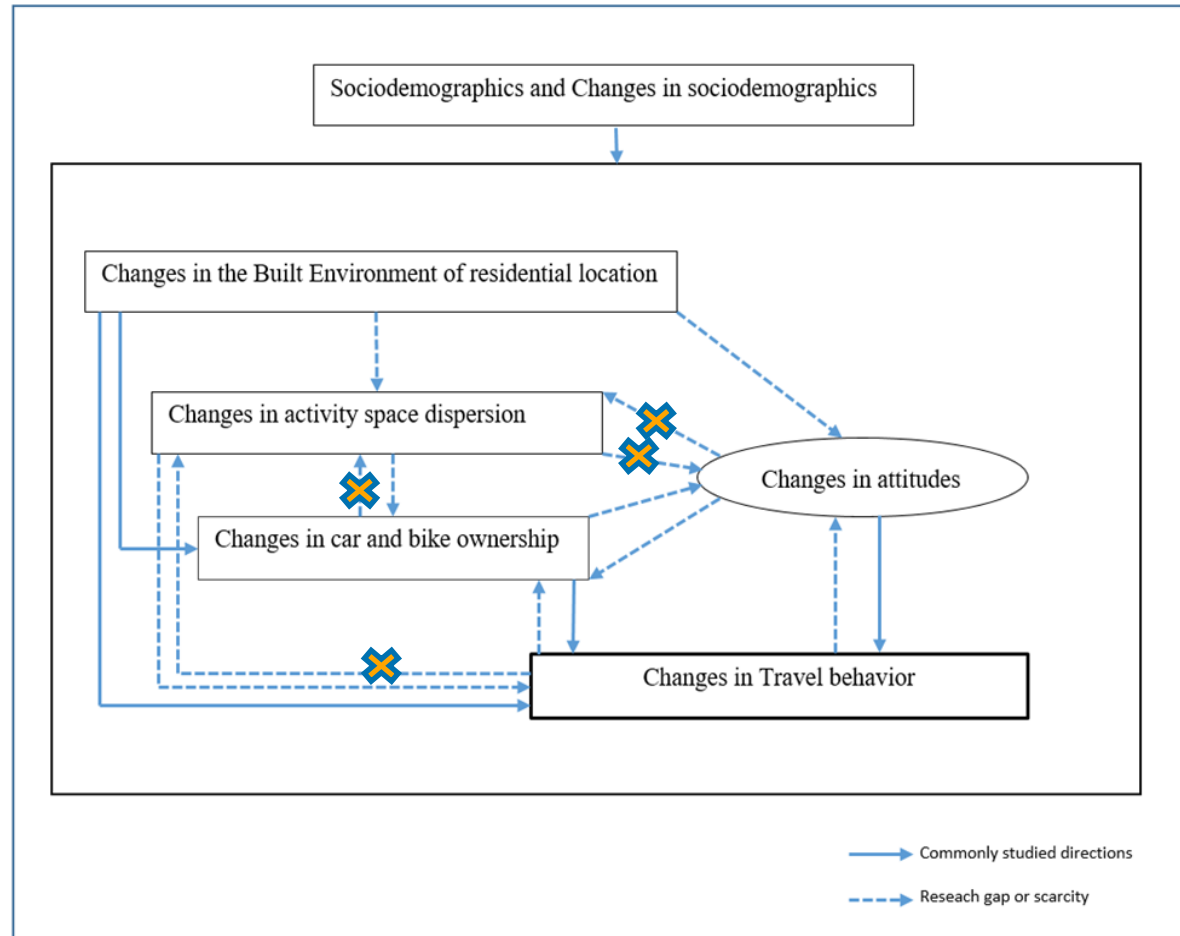 Sociodemographics and Changes in sociodemographics
Changes in the Built Environment of residential location
Changes in activity space dispersion
Changes in attitudes
Changes in car and bike ownership
Changes in Travel behavior
Commonly studied directions
Reseach gap or scarcity